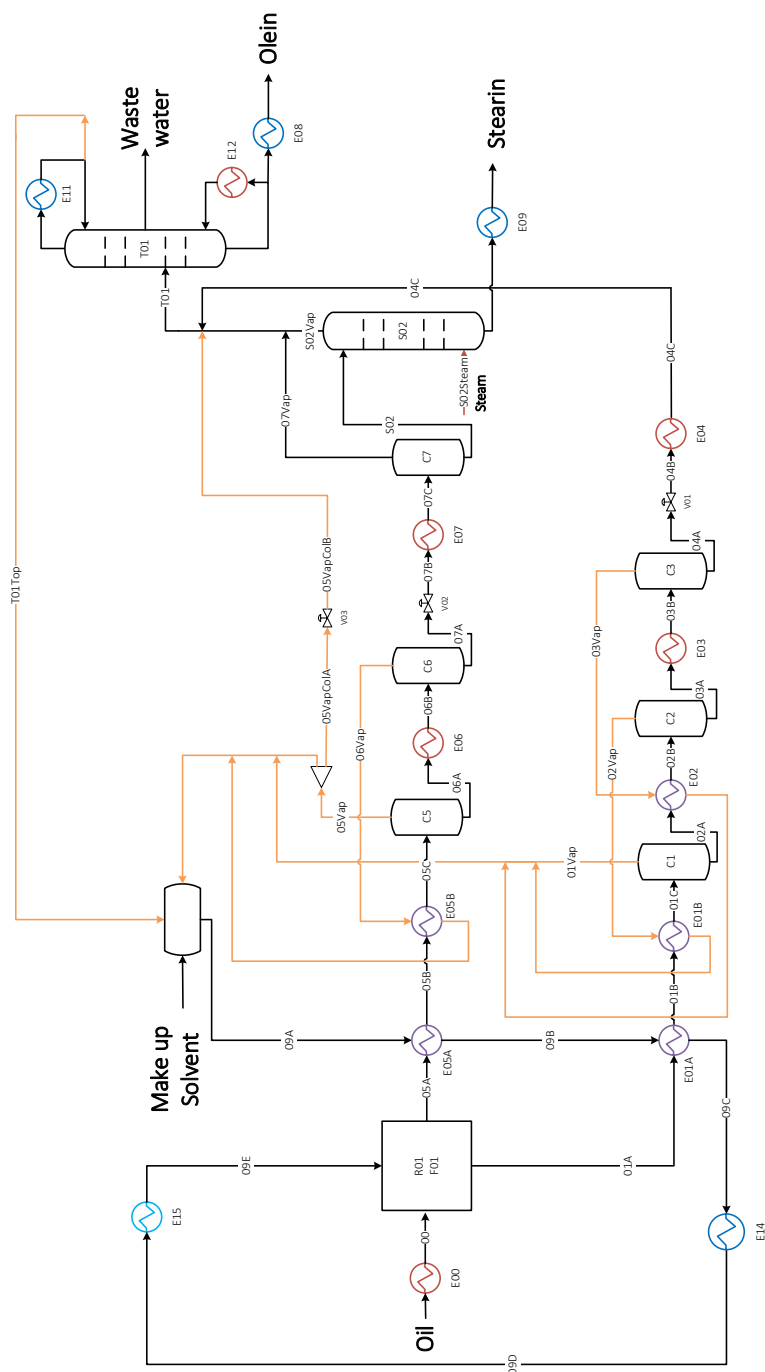 T01Top
Make up
Solvent
E15
09E
E11
Waste
water
Olein
E08
E12
T01
T01
09A
05VapColA
05VapColB
V03
05Vap
06Vap
07Vap
S02Vap
04C
Oil
E00
00
R01
F01
05A
E05A
05B
E05B
05C
C5
06A
E06
06B
C6
07A
V02
07B
E07
07C
C7
S02
S02
S02Steam
Steam
E09
Stearin
09D
09B
01Vap
02Vap
03Vap
01A
E01A
01B
E01B
01C
C1
02A
E02
02B
C2
03A
E03
03B
C3
04A
V01
04B
E04
04C
09C
E14